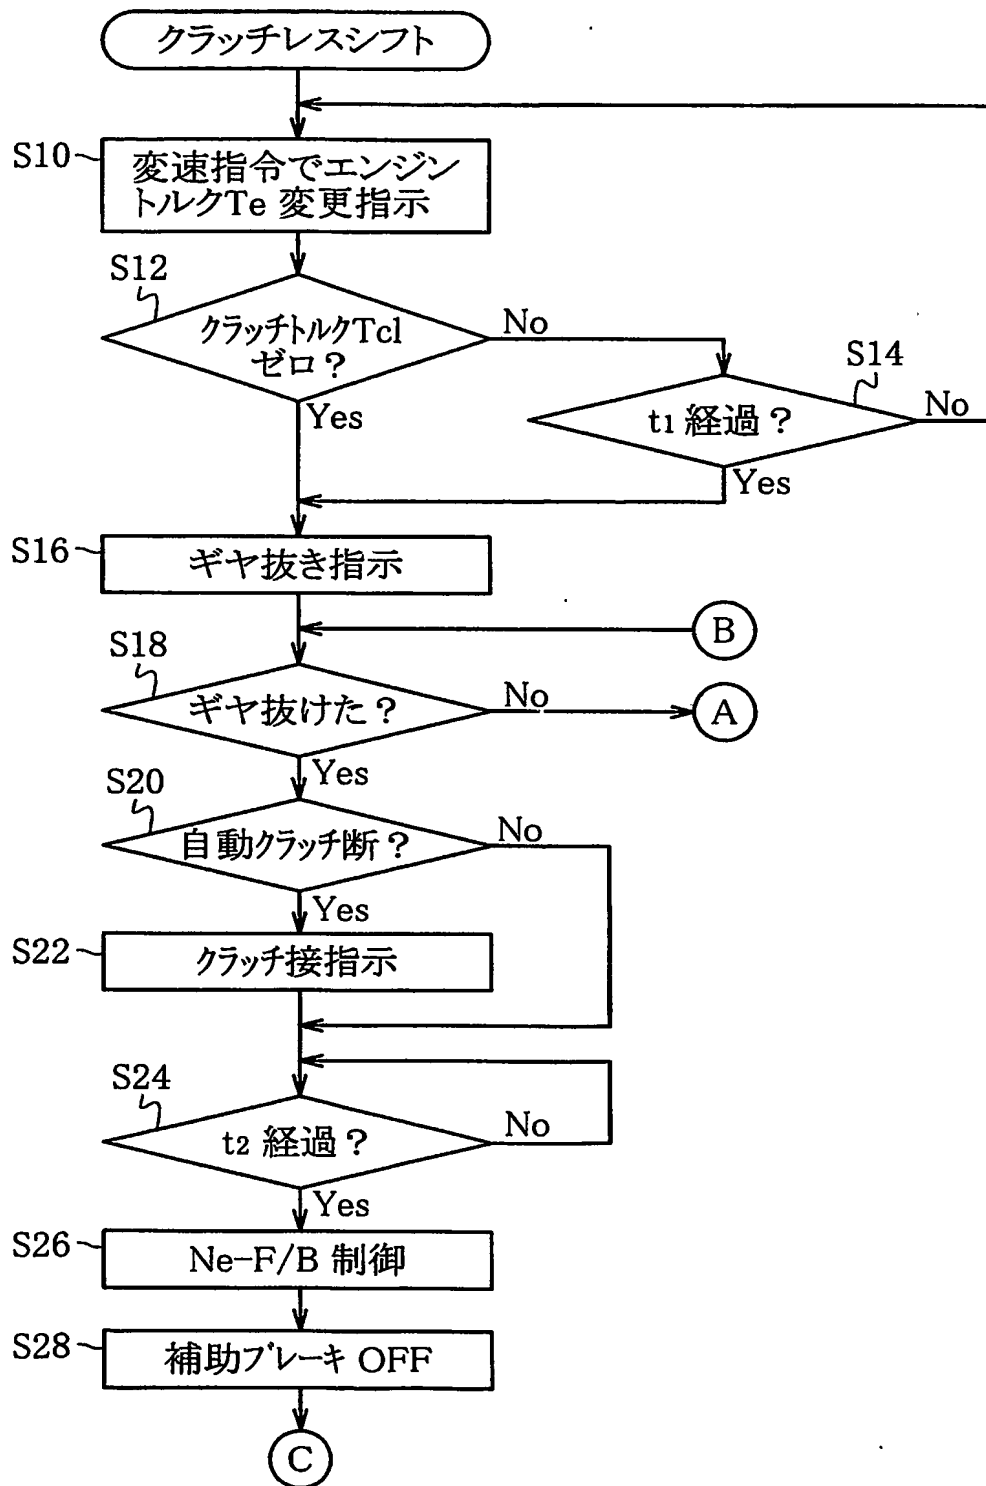 クラッチレスシフト
S10
変速指令でエンジン
トルクTe 変更指示
S12
クラッチトルクTcl
ゼロ？
No
Yes
S14
t1 経過？
No
Yes
S16
ギヤ抜き指示
B
S18
ギヤ抜けた？
No
A
Yes
S20
自動クラッチ断？
No
Yes
S22
クラッチ接指示
S24
t2 経過？
No
Yes
S26
Ne-F/B 制御
S28
補助ブレーキ OFF
C